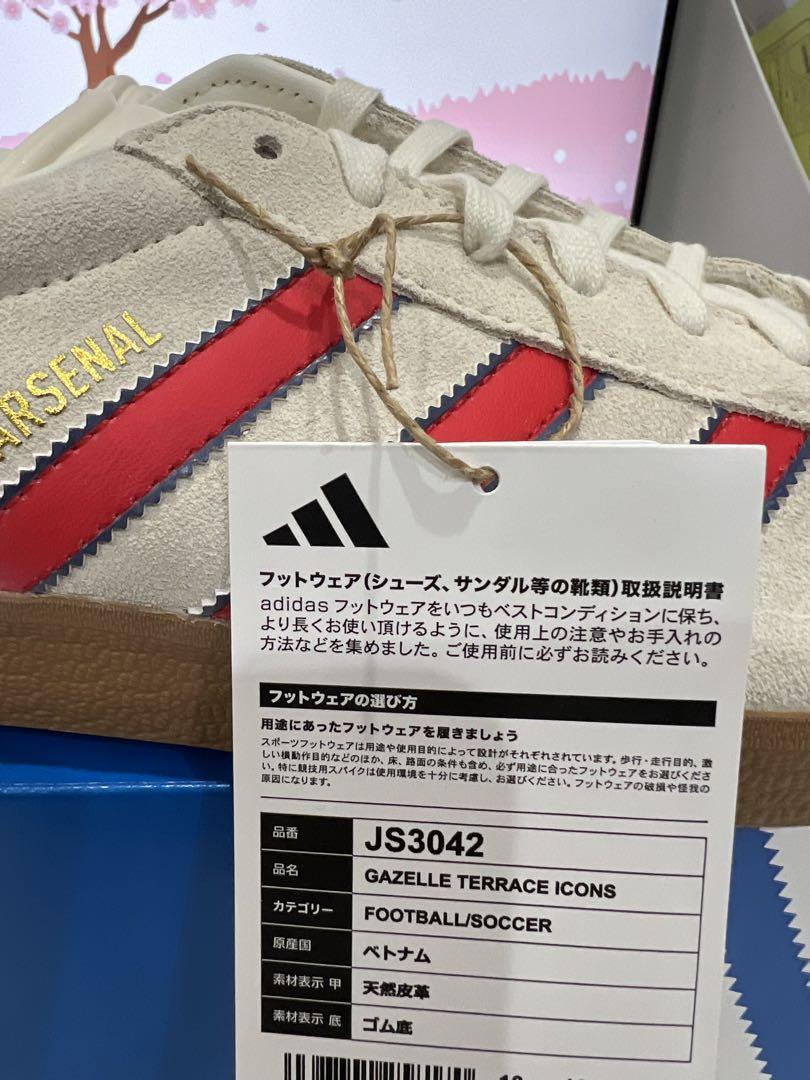 ARSENAL
フットウェア(シューズ、サンダル等の靴類)取扱説明書
adidas フットウェアをいつもベストコンディションに保ち、
より長くお使い頂けるように、使用上の注意やお手入れの
方法などを集めました。ご使用前に必ずお読みください。
フットウェアの選び方
用途にあったフットウェアを履きましょう
スポーツフットウェアは用途や使用目的によって設計がそれぞれされています。歩行・走行目的、激
しい横動作目的などのほか、床、路面の条件も含め、必ず用途に合ったフットウェアをお選びくださ
い。特に競技用スパイクは使用環境を十分に考慮し、お選びください。フットウェアの破損や怪我の
原因になります。
品番 JS3042
品名 GAZELLE TERRACE ICONS
カテゴリー FOOTBALL/SOCCER
原産国 ベトナム
素材表示 甲 天然皮革
素材表示 底 ゴム底